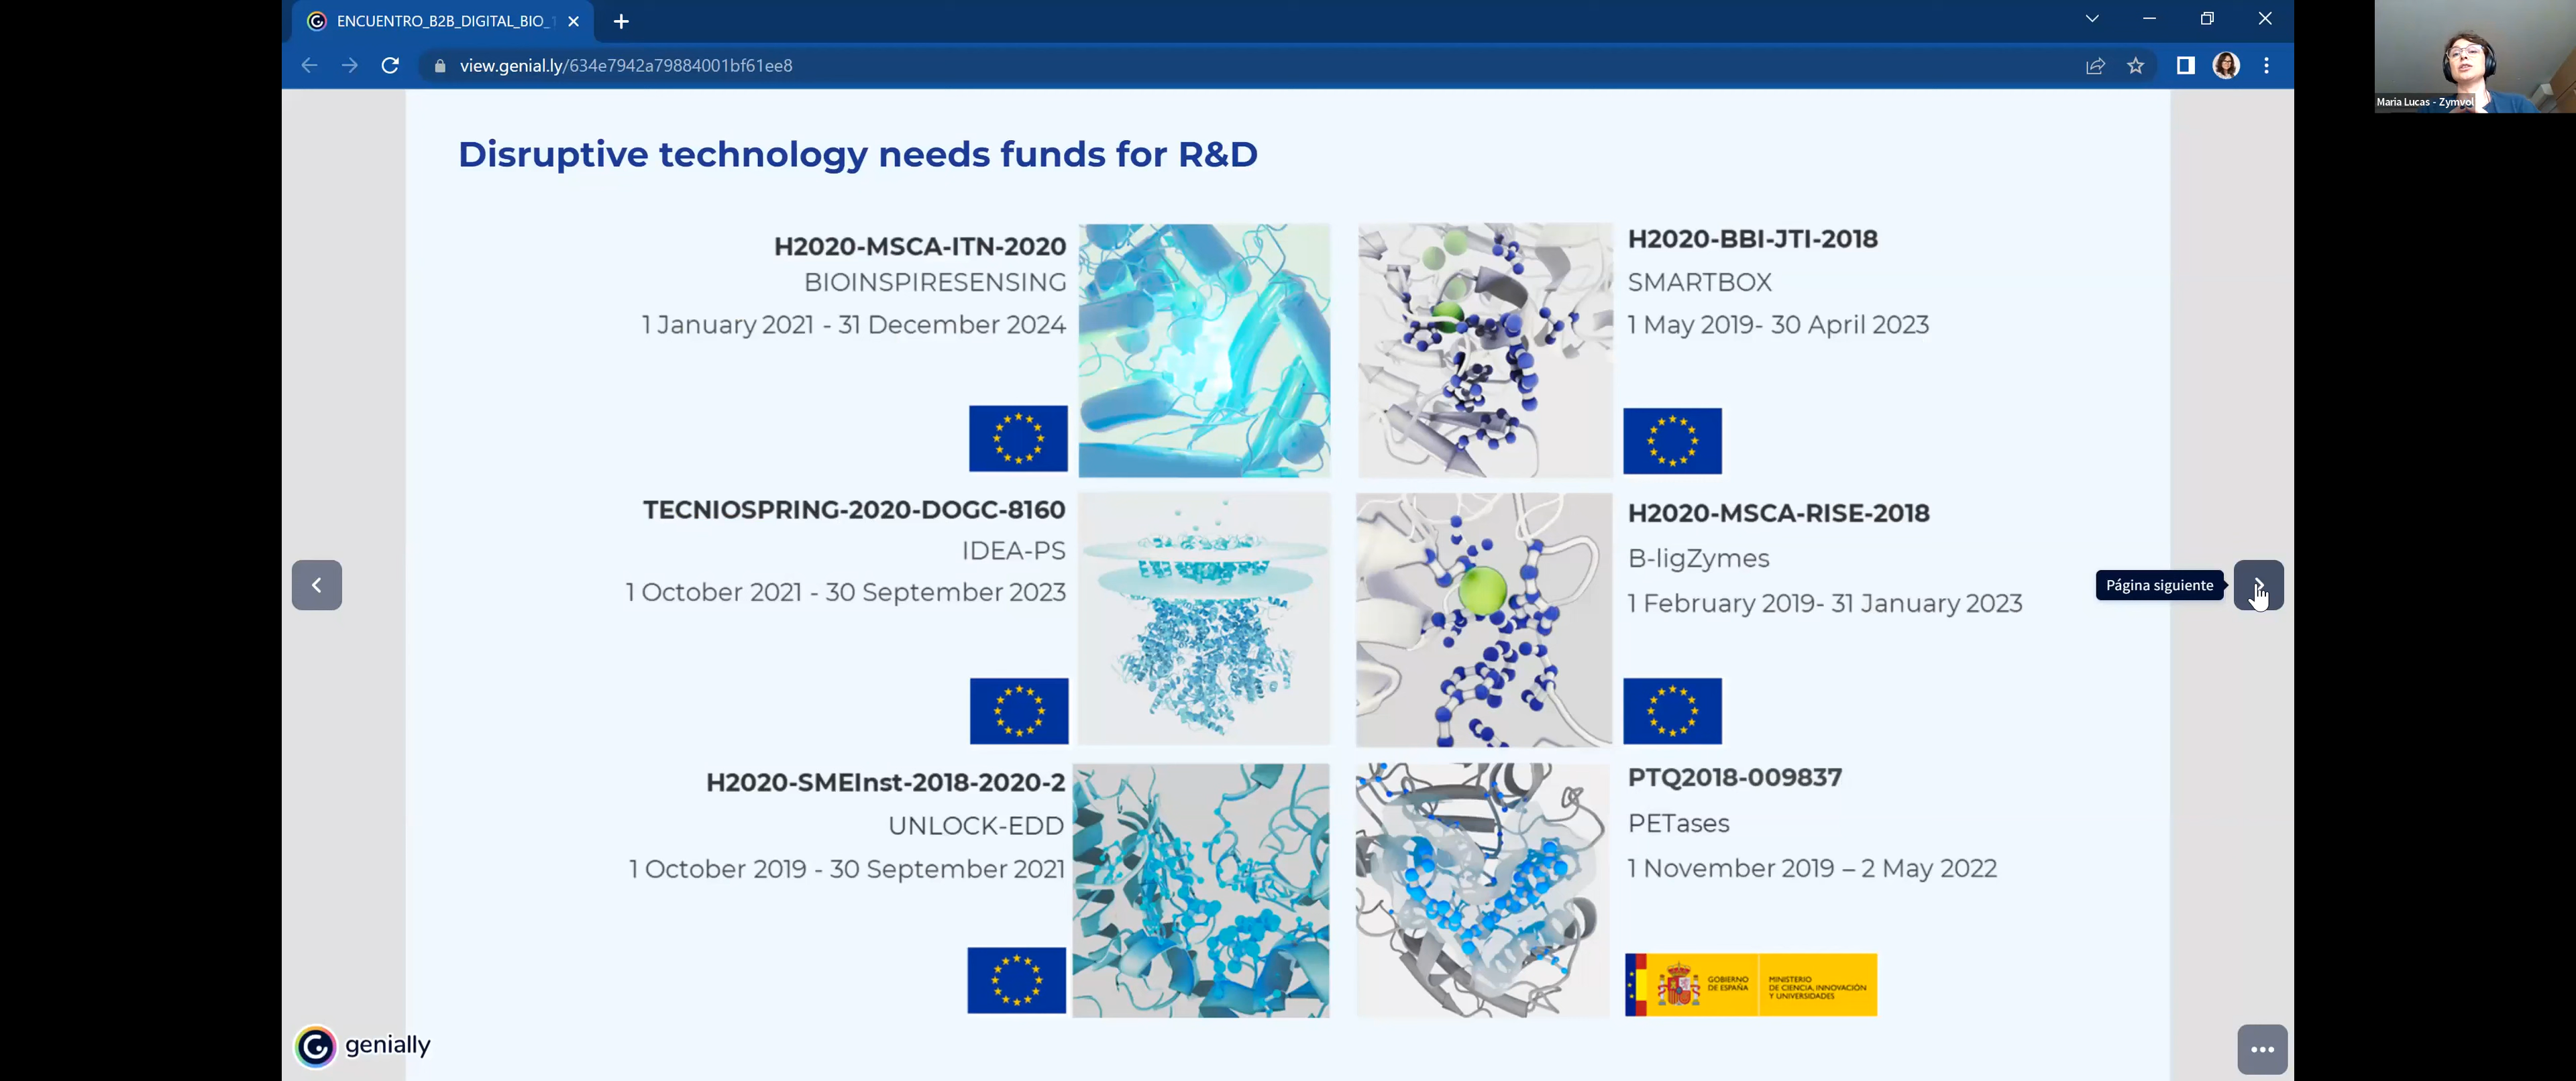 ENCUENTRO_B2B_DIGITAL_BIO_1
view.genial.ly/634e7942a79884001bf61ee8
Maria Lucas - Zymvol
Disruptive technology needs funds for R&D
H2020-MSCA-ITN-2020
BIOINSPIRESENSING
1 January 2021 - 31 December 2024
H2020-BBI-JTI-2018
SMARTBOX
1 May 2019- 30 April 2023
TECNIOSPRING-2020-DOGC-8160
IDEA-PS
1 October 2021 - 30 September 2023
H2020-MSCA-RISE-2018
B-ligZymes
1 February 2019- 31 January 2023
Página siguiente
H2020-SMEInst-2018-2020-2
UNLOCK-EDD
1 October 2019 - 30 September 2021
PTQ2018-009837
PETases
1 November 2019 – 2 May 2022
GOBIERNO
DE ESPAÑA
MINISTERIO
DE CIENCIA, INNOVACIÓN
Y UNIVERSIDADES
genially